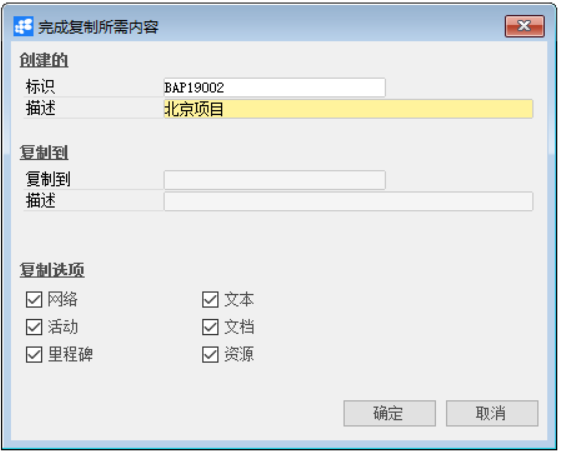 完成复制所需内容
创建的
标识 BAP19002
描述 北京项目
复制到
复制到
描述
复制选项
网络 文本
活动 文档
里程碑 资源
确定 取消